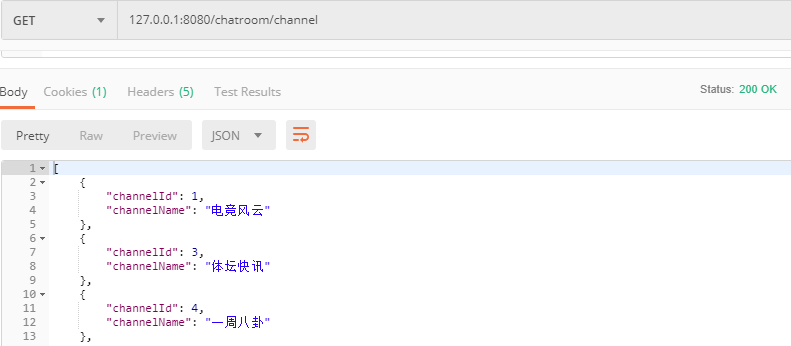 GET 127.0.0.1:8080/chatroom/channel
Body Cookies (1) Headers (5) Test Results Status: 200 OK
Pretty Raw Preview JSON
1 [
2 {
3 "channelId": 1,
4 "channelName": "电竞风云"
5 },
6 {
7 "channelId": 3,
8 "channelName": "体坛快讯"
9 },
10 {
11 "channelId": 4,
12 "channelName": "一周八卦"
13 },